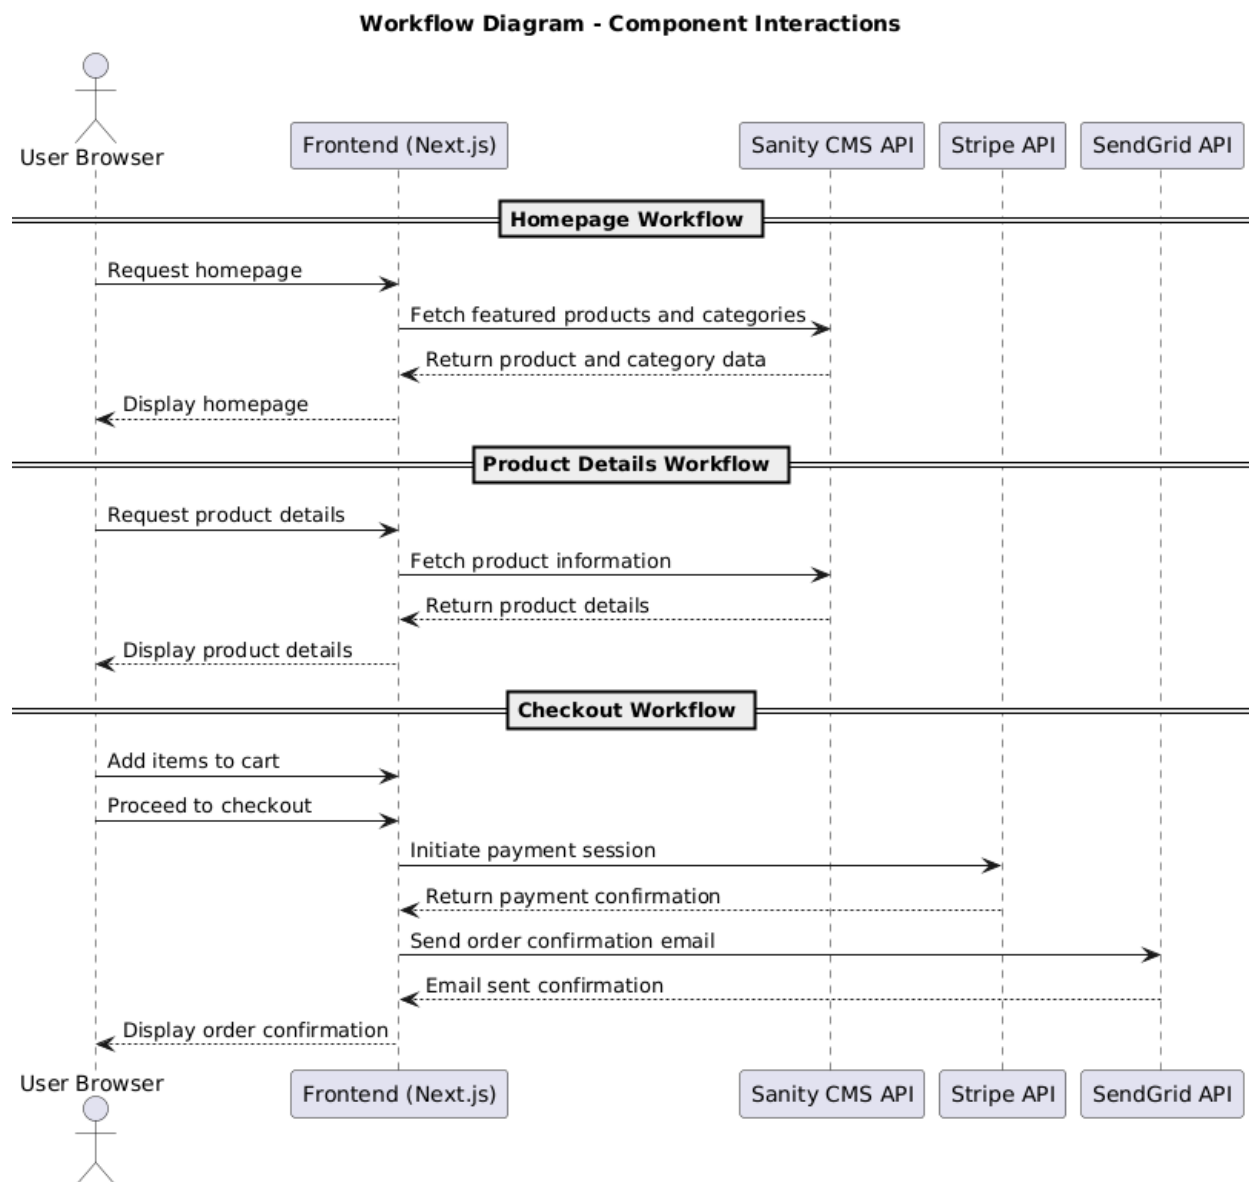 Workflow Diagram - Component Interactions
User Browser
Frontend (Next.js)
Sanity CMS API
Stripe API
SendGrid API
Homepage Workflow
Request homepage
Fetch featured products and categories
Return product and category data
Display homepage
Product Details Workflow
Request product details
Fetch product information
Return product details
Display product details
Checkout Workflow
Add items to cart
Proceed to checkout
Initiate payment session
Return payment confirmation
Send order confirmation email
Email sent confirmation
Display order confirmation
User Browser
Frontend (Next.js)
Sanity CMS API
Stripe API
SendGrid API